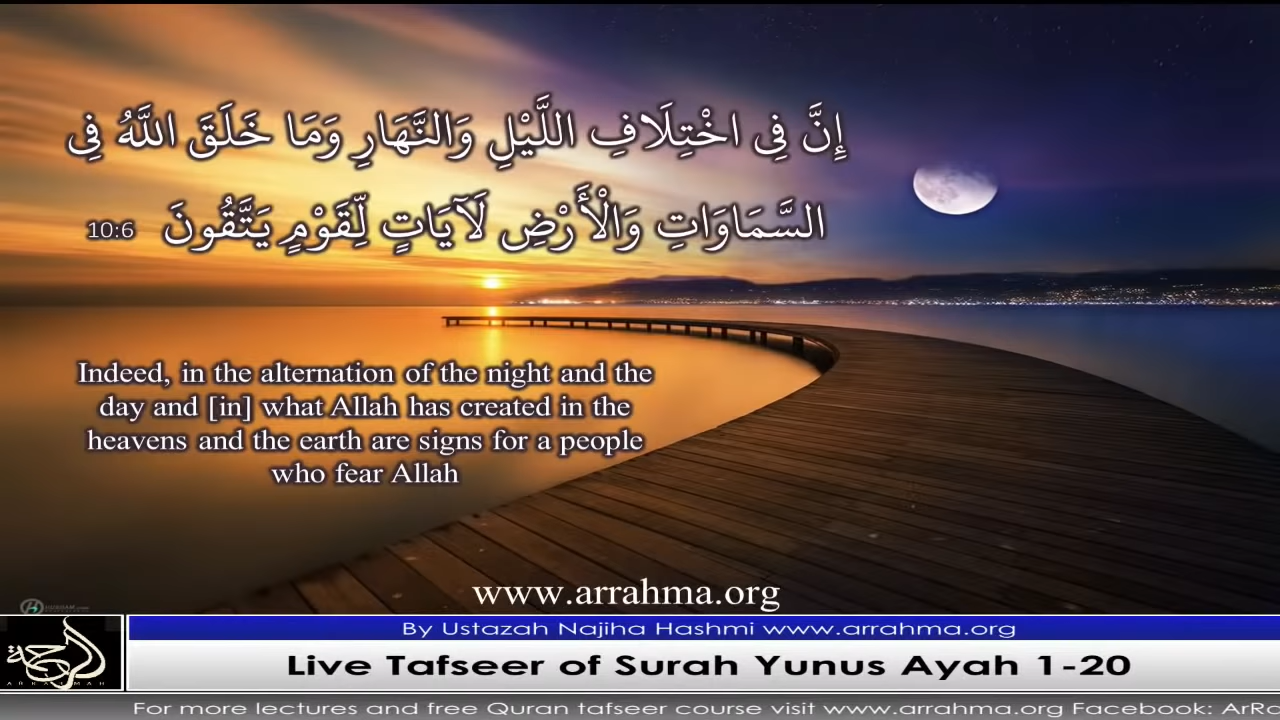 إِنَّ فِى اخْتِلَافِ اللَّيْلِ وَالنَّهَارِ وَمَا خَلَقَ اللَّهُ فِى
السَّمَاوَاتِ وَالْأَرْضِ لَآيَاتٍ لِّقَوْمٍ يَتَّقُونَ 10:6
Indeed, in the alternation of the night and the
day and [in] what Allah has created in the
heavens and the earth are signs for a people
who fear Allah
www.arrahma.org
By Ustazah Najiha Hashmi www.arrahma.org
Live Tafseer of Surah Yunus Ayah 1-20
For more lectures and free Quran tafseer course visit www.arrahma.org Facebook: ArRa